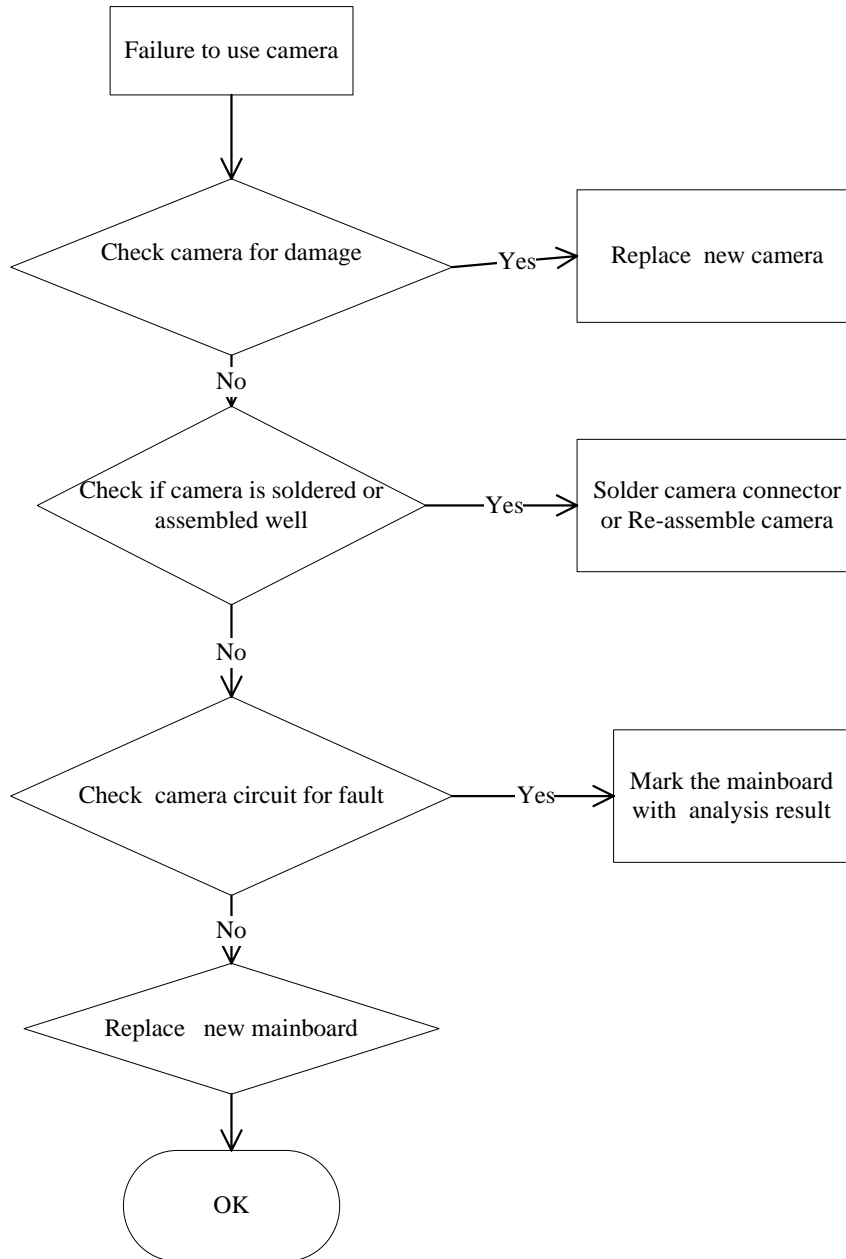 Failure to use camera
Check camera for damage
Yes
Replace  new camera
No
Check if camera is soldered or
assembled well
Yes
Solder camera connector
or Re-assemble camera
No
Check  camera circuit for fault
Yes
Mark the mainboard
with  analysis result
No
Replace   new mainboard
OK